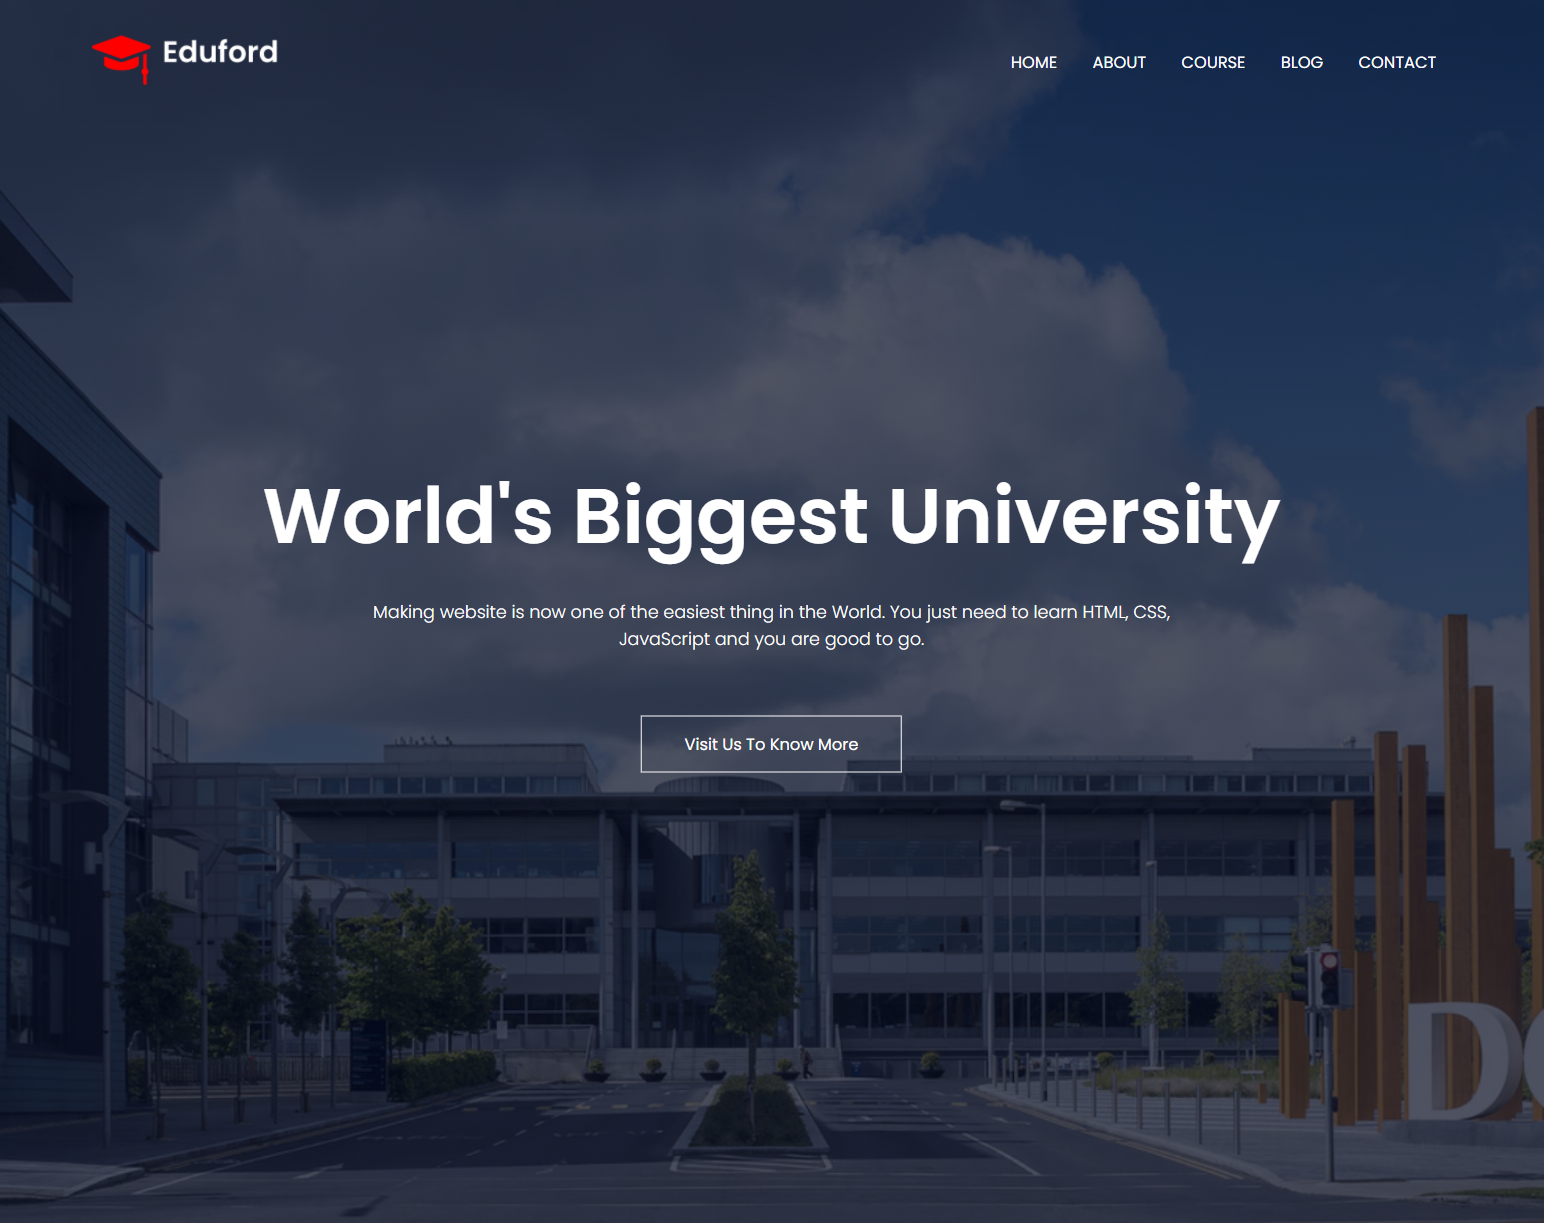 Eduford
HOME ABOUT COURSE BLOG CONTACT
World's Biggest University
Making website is now one of the easiest thing in the World. You just need to learn HTML, CSS,
JavaScript and you are good to go.
Visit Us To Know More